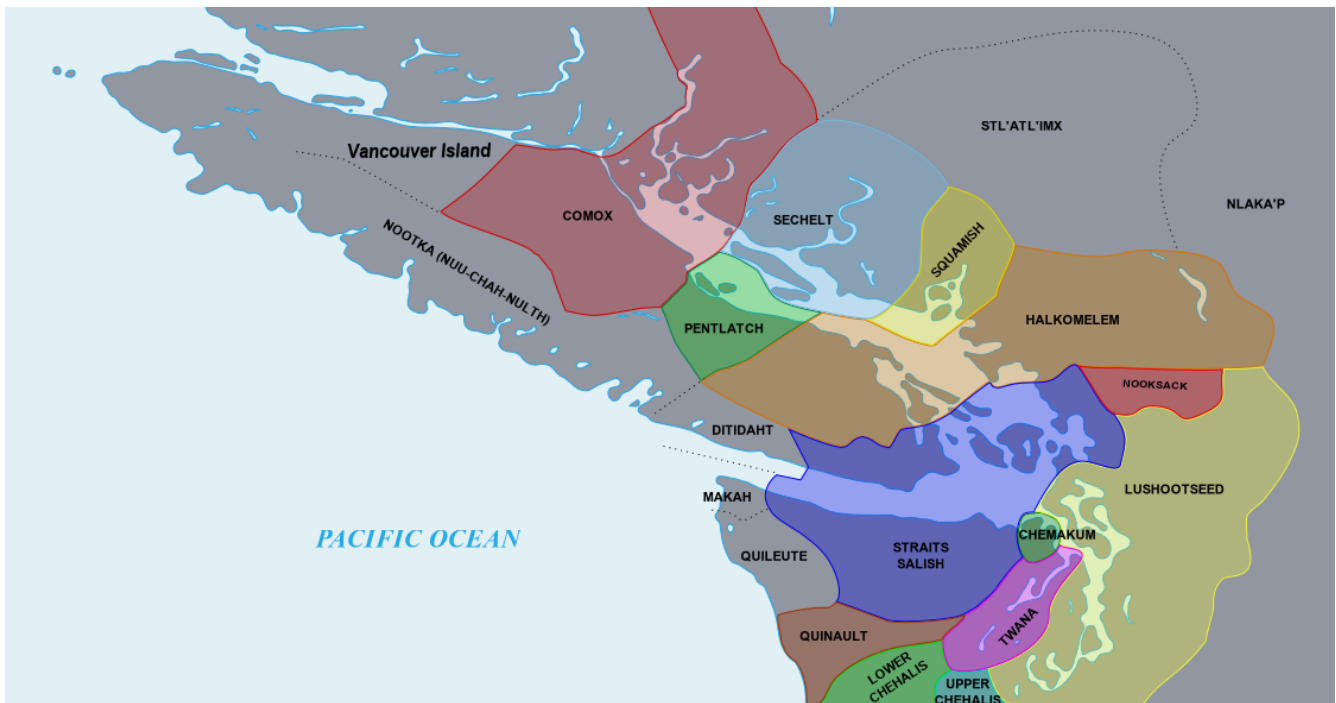 STL'ATL'IMX
Vancouver Island
NLAKA'P
COMOX
SECHELT
SQUAMISH
NOOTKA (NUU-CHAH-NULTH)
PENTLATCH
HALKOMELEM
NOOKSACK
DITIDAHT
LUSHOOTSEED
MAKAH
PACIFIC OCEAN
CHEMAKUM
QUILEUTE
STRAITS
SALISH
TWANA
QUINAULT
LOWER
CHEHALIS
UPPER
CHEHALIS